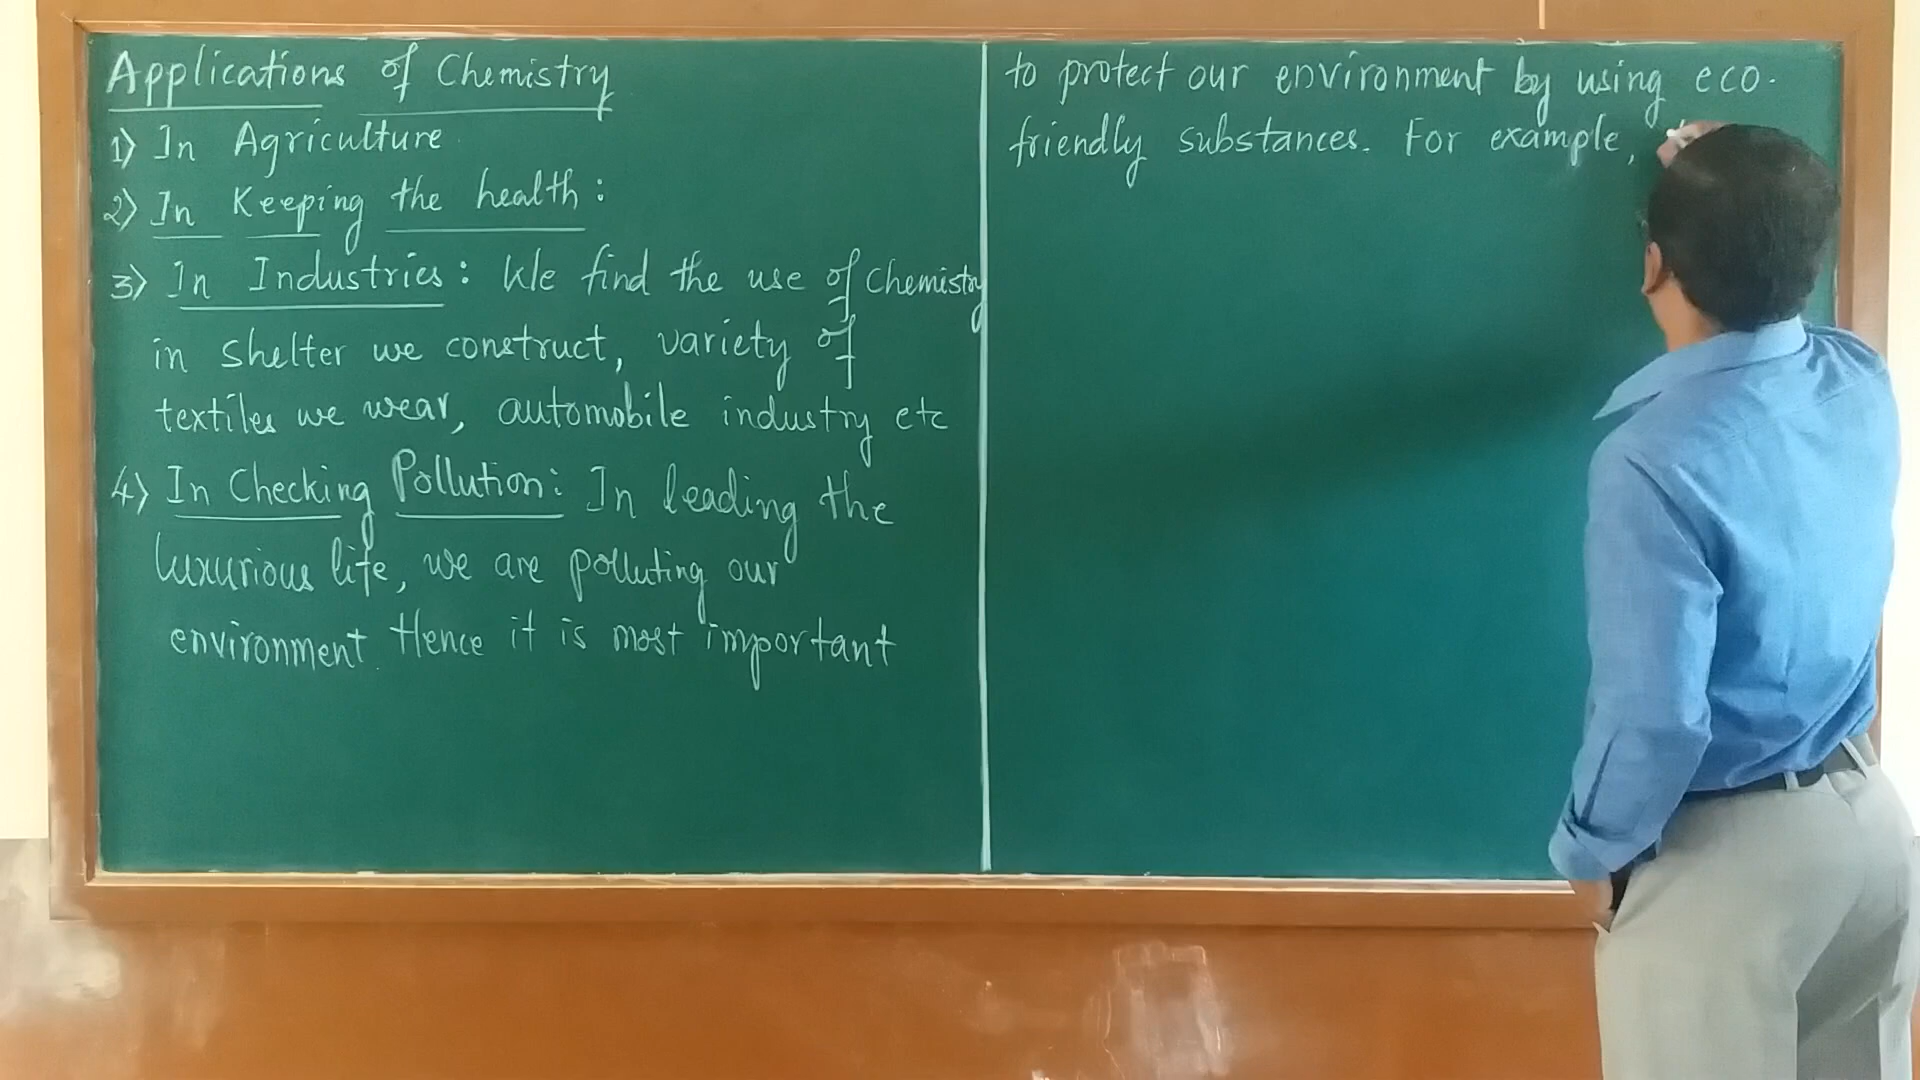 Applications of Chemistry
1) In Agriculture
2) In Keeping the health :
3) In Industries : We find the use of Chemistry
in shelter we construct, variety of
textiles we wear, automobile industry etc
4) In Checking Pollution : In leading the
luxurious life, we are polluting our
environment. Hence it is most important
to protect our environment by using eco-
friendly substances. For example,